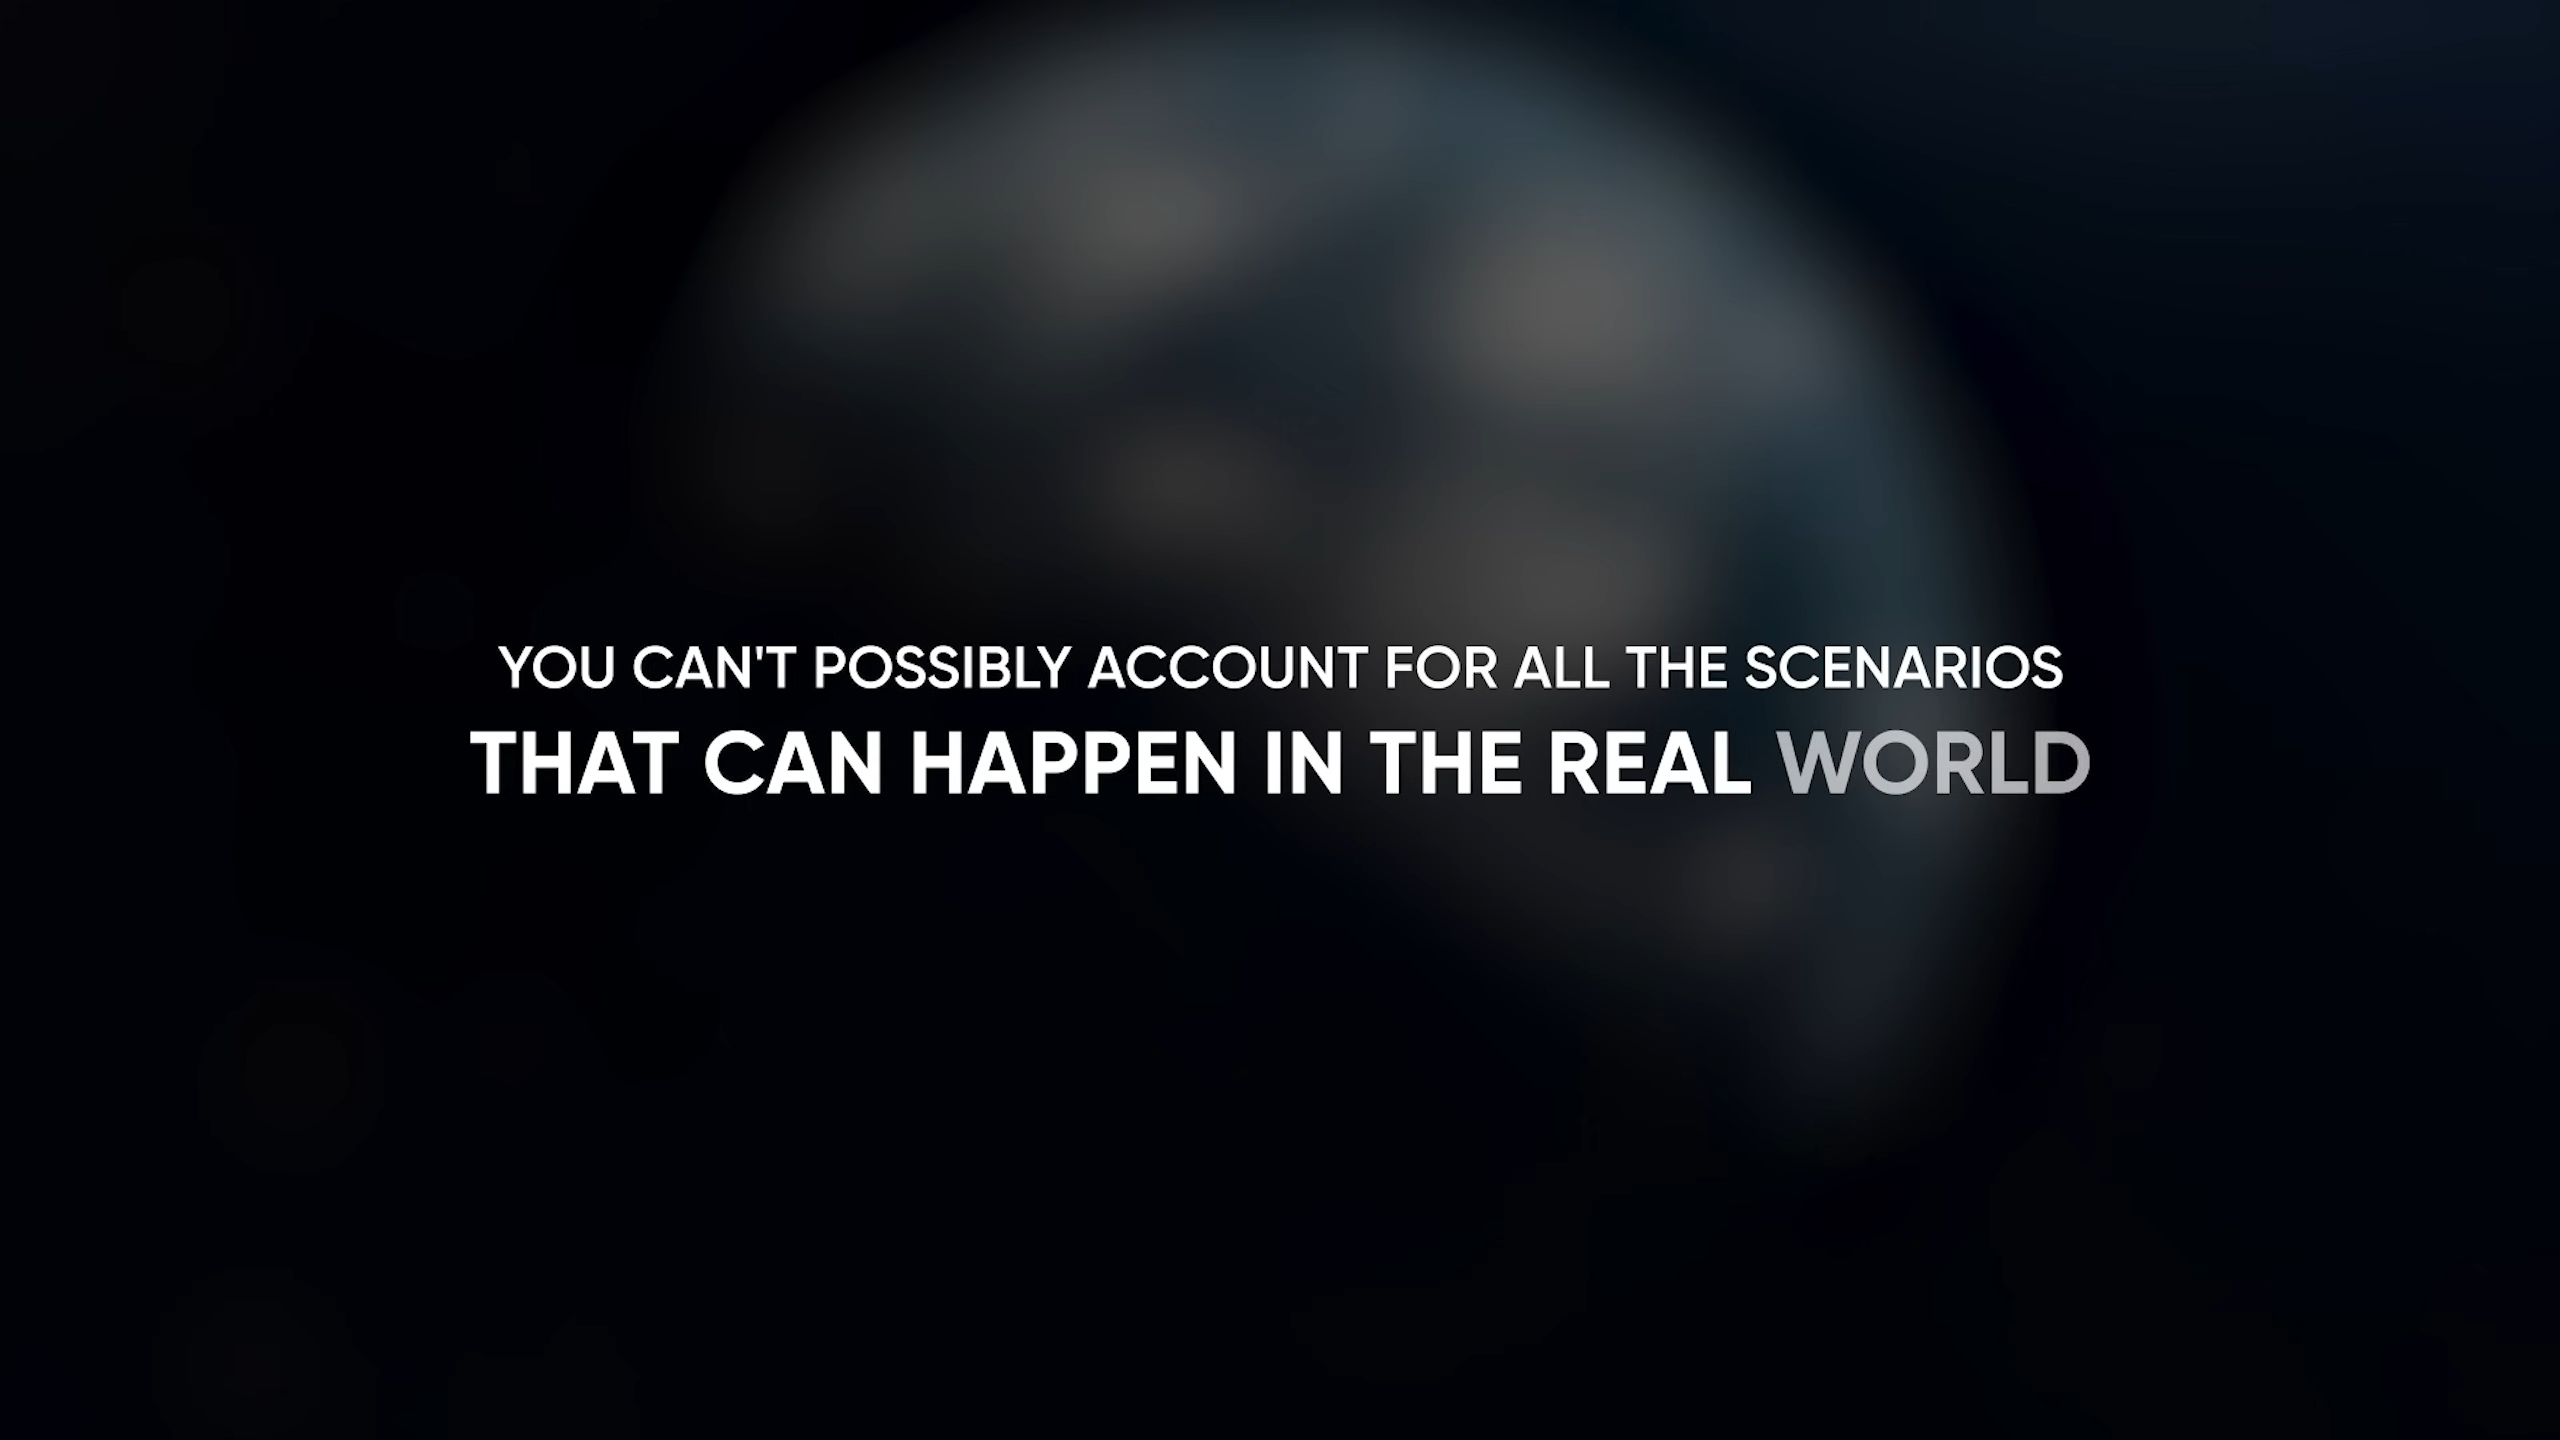 YOU CAN'T POSSIBLY ACCOUNT FOR ALL THE SCENARIOS
THAT CAN HAPPEN IN THE REAL WORLD